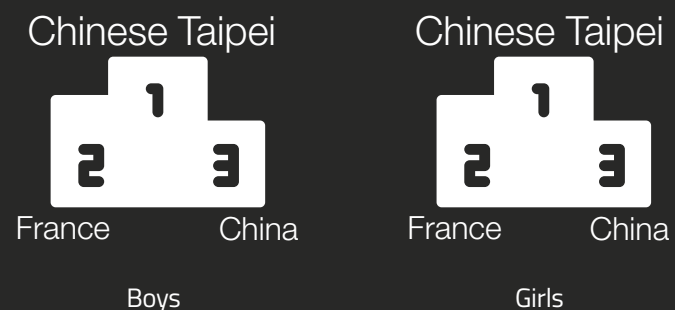 Chinese Taipei
1
2 3
France China
Boys
Chinese Taipei
1
2 3
France China
Girls